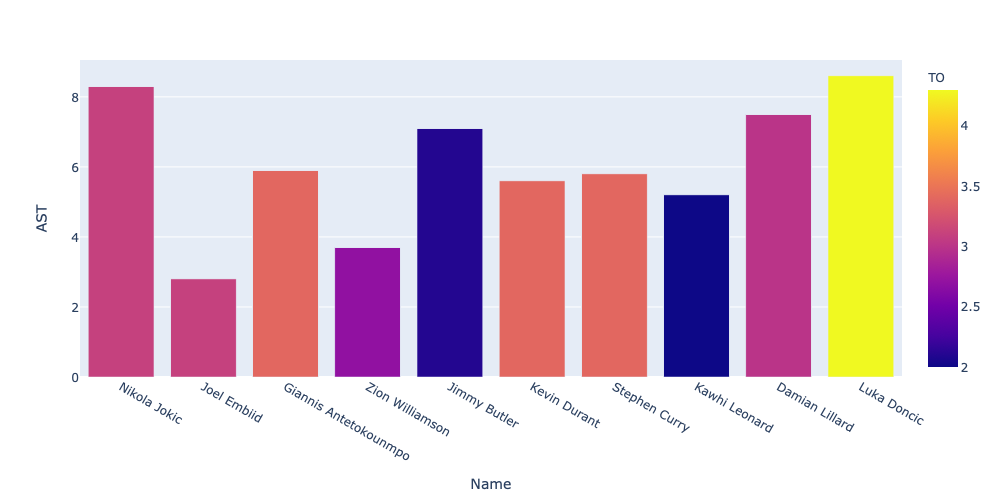 TO
AST
8
6
4
2
0
4
3.5
3
2.5
2
Nikola Jokic
Joel Embiid
Giannis Antetokounmpo
Zion Williamson
Jimmy Butler
Kevin Durant
Stephen Curry
Kawhi Leonard
Damian Lillard
Luka Doncic
Name